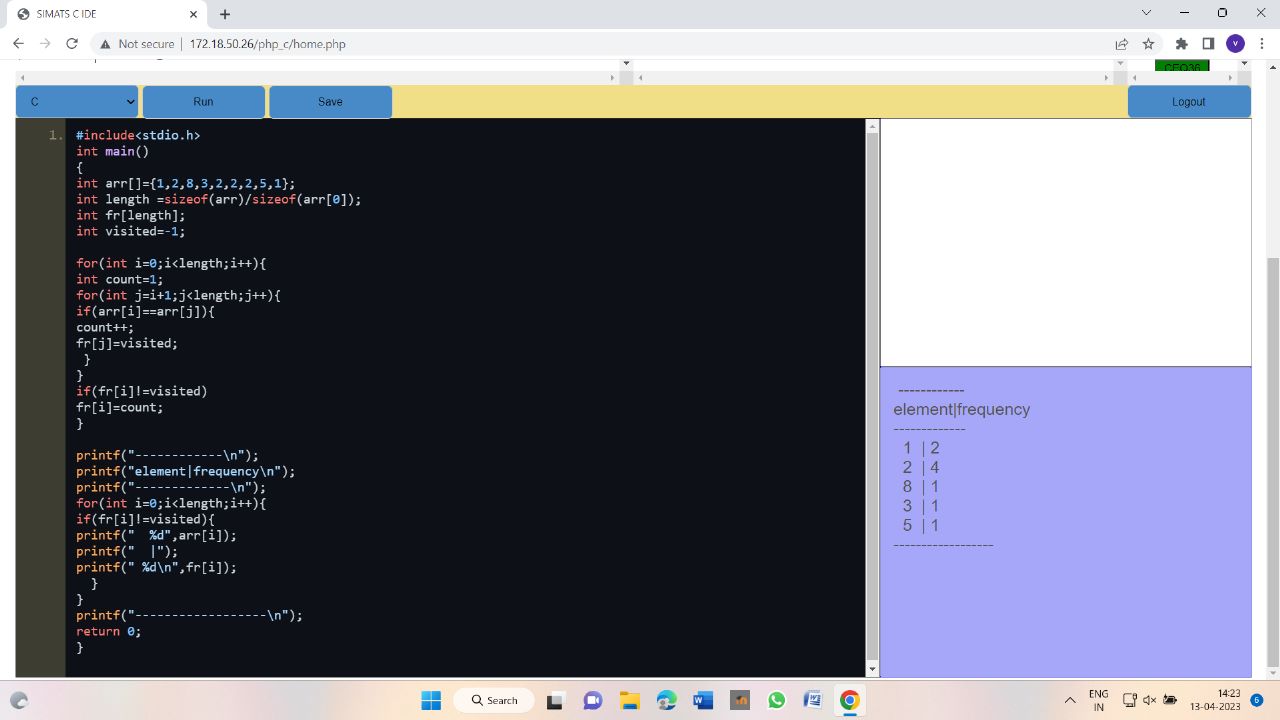 SIMATS C IDE
Not secure | 172.18.50.26/php_c/home.php
V
C
Run
Save
Logout
1.
#include<stdio.h>
int main()
{
int arr[]={1,2,8,3,2,2,2,5,1};
int length =sizeof(arr)/sizeof(arr[0]);
int fr[length];
int visited=-1;
for(int i=0;i<length;i++){
int count=1;
for(int j=i+1;j<length;j++){
if(arr[i]==arr[j]){
count++;
fr[j]=visited;
}
}
if(fr[i]!=visited)
fr[i]=count;
}
printf("------------\n");
printf("element|frequency\n");
printf("-------------\n");
for(int i=0;i<length;i++){
if(fr[i]!=visited){
printf("  %d",arr[i]);
printf("  |");
printf(" %d\n",fr[i]);
}
}
printf("------------------\n");
return 0;
}
------------
element|frequency
-------------
1 | 2
2 | 4
8 | 1
3 | 1
5 | 1
------------------
Search
ENG
IN
14:23
13-04-2023
6